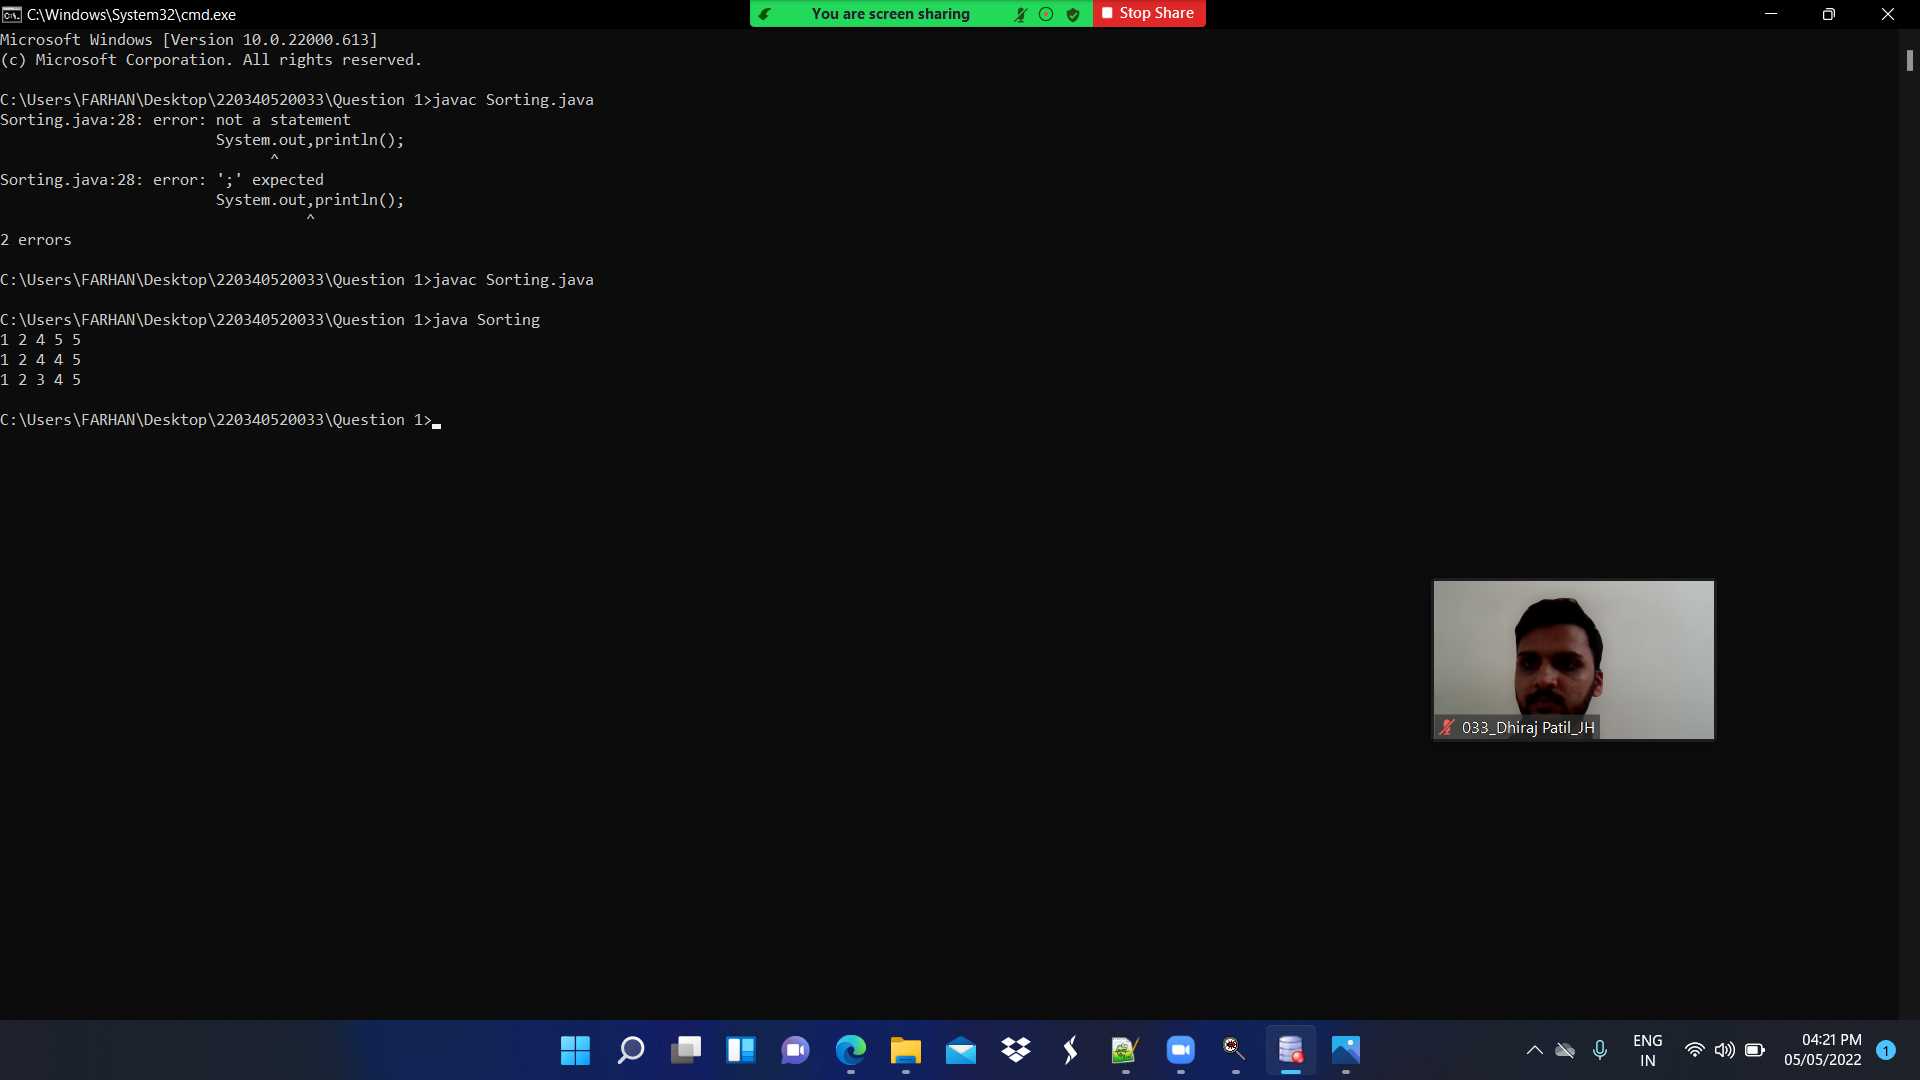 C:\Windows\System32\cmd.exe
You are screen sharing
Stop Share
Microsoft Windows [Version 10.0.22000.613]
(c) Microsoft Corporation. All rights reserved.
C:\Users\FARHAN\Desktop\220340520033\Question 1>javac Sorting.java
Sorting.java:28: error: not a statement
System.out,println();
^
Sorting.java:28: error: ';' expected
System.out,println();
^
2 errors
C:\Users\FARHAN\Desktop\220340520033\Question 1>javac Sorting.java
C:\Users\FARHAN\Desktop\220340520033\Question 1>java Sorting
1 2 4 5 5
1 2 4 4 5
1 2 3 4 5
C:\Users\FARHAN\Desktop\220340520033\Question 1>
033_Dhiraj Patil_JH
ENG
IN
04:21 PM
05/05/2022
1